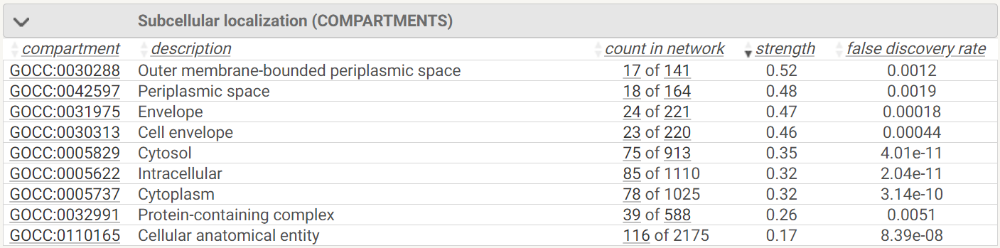 Subcellular localization (COMPARTMENTS)
compartment description count in network strength false discovery rate
GOCC:0030288 Outer membrane-bounded periplasmic space 17 of 141 0.52 0.0012
GOCC:0042597 Periplasmic space 18 of 164 0.48 0.0019
GOCC:0031975 Envelope 24 of 221 0.47 0.00018
GOCC:0030313 Cell envelope 23 of 220 0.46 0.00044
GOCC:0005829 Cytosol 75 of 913 0.35 4.01e-11
GOCC:0005622 Intracellular 85 of 1110 0.32 2.04e-11
GOCC:0005737 Cytoplasm 78 of 1025 0.32 3.14e-10
GOCC:0032991 Protein-containing complex 39 of 588 0.26 0.0051
GOCC:0110165 Cellular anatomical entity 116 of 2175 0.17 8.39e-08